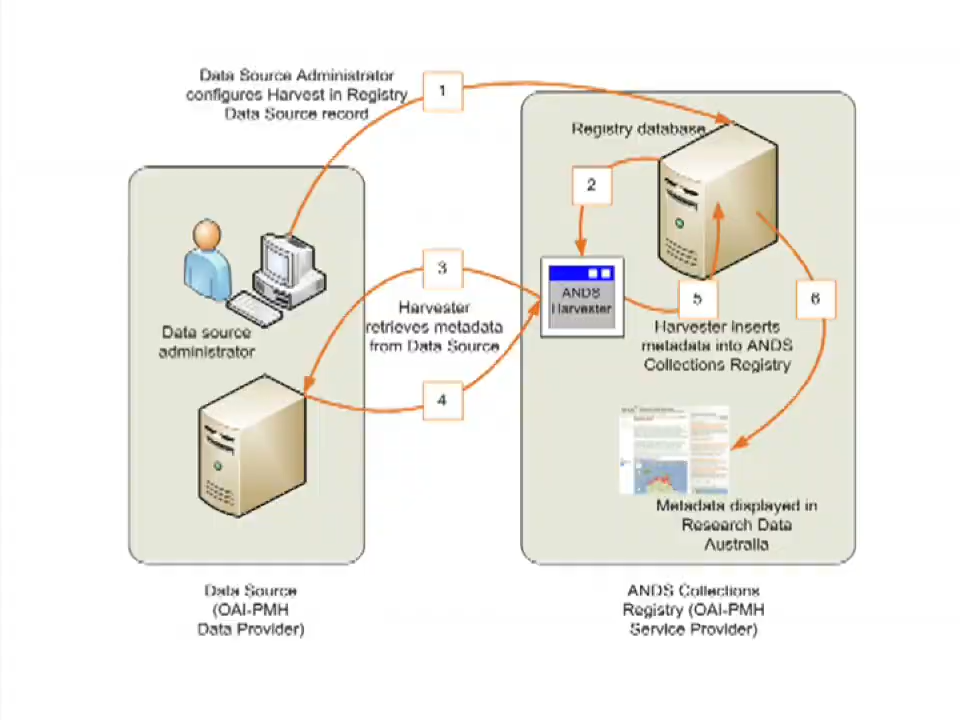 Data Source Administrator
configures Harvest in Registry
Data Source record
1
Registry database
2
3
ANDS
Harvester
5
6
Harvester
retrieves metadata
from Data Source
Data source
administrator
Harvester inserts
metadata into ANDS
Collections Registry
4
Metadata displayed in
Research Data
Australia
Data Source
(OAI-PMH
Data Provider)
ANDS Collections
Registry (OAI-PMH
Service Provider)